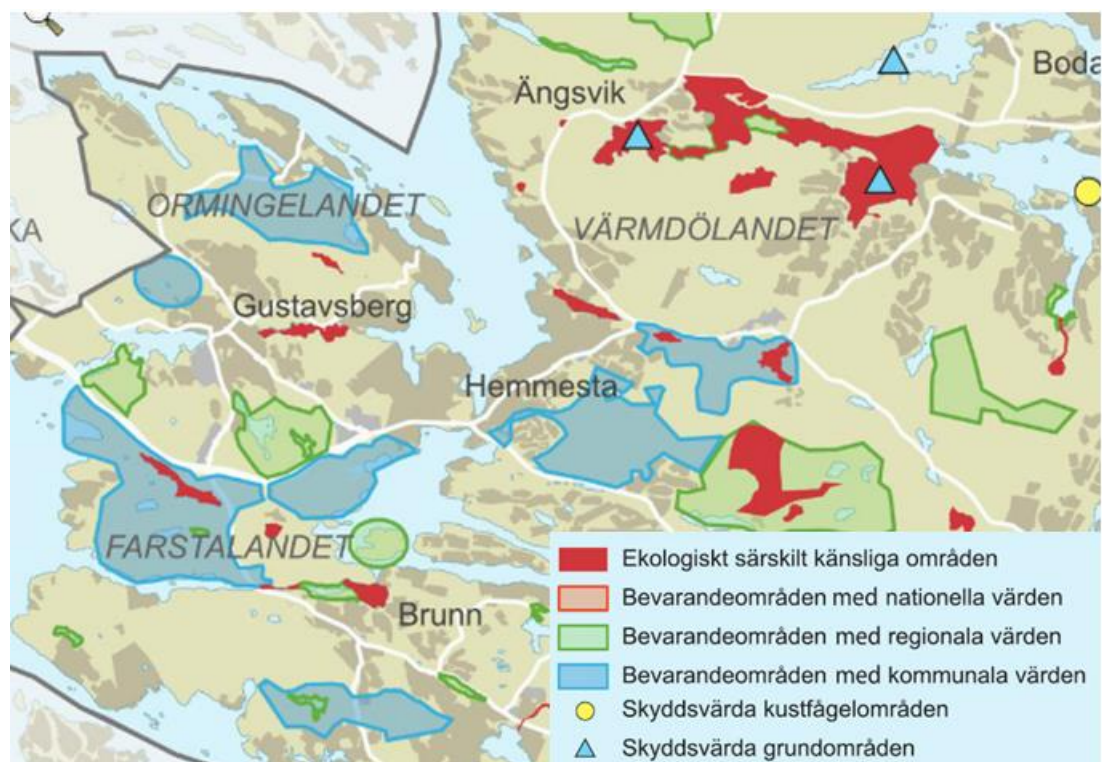 Boda
Ängsvik
ORMINGELANDET
VÄRMDÖLANDET
KA
Gustavsberg
Hemmesta
FARSTALANDET
Brunn
Ekologiskt särskilt känsliga områden
Bevarandeområden med nationella värden
Bevarandeområden med regionala värden
Bevarandeområden med kommunala värden
Skyddsvärda kustfågelområden
Skyddsvärda grundområden